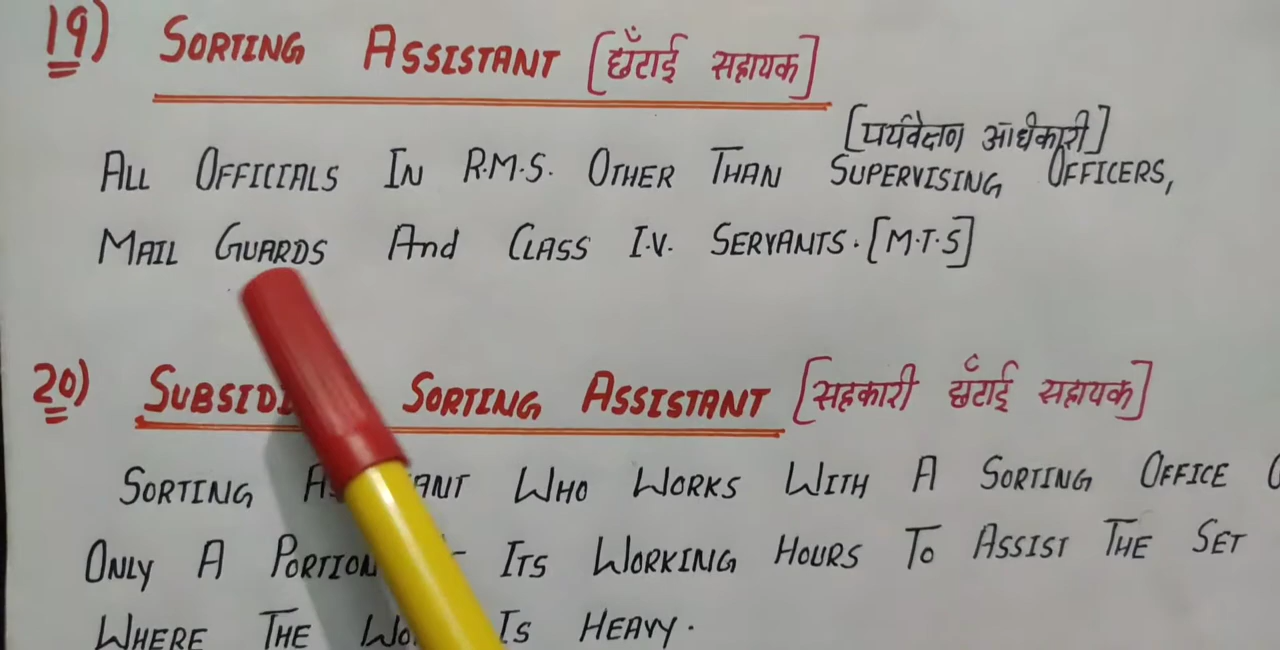 19) SORTING ASSISTANT [छँटाई सहायक]
[पर्यवेक्षण अधिकारी]
ALL OFFICIALS IN R.M.S. OTHER THAN SUPERVISING OFFICERS,
MAIL GUARDS And CLASS I.V. SERVANTS. [M.T.S]
20) SORTING ASSISTANT [सहकारी छँटाई सहायक]
SORTING WHO WORKS WITH A SORTING OFFICE
ONLY A ITS WORKING HOURS TO ASSIST THE SET
WHERE THE IS HEAVY.